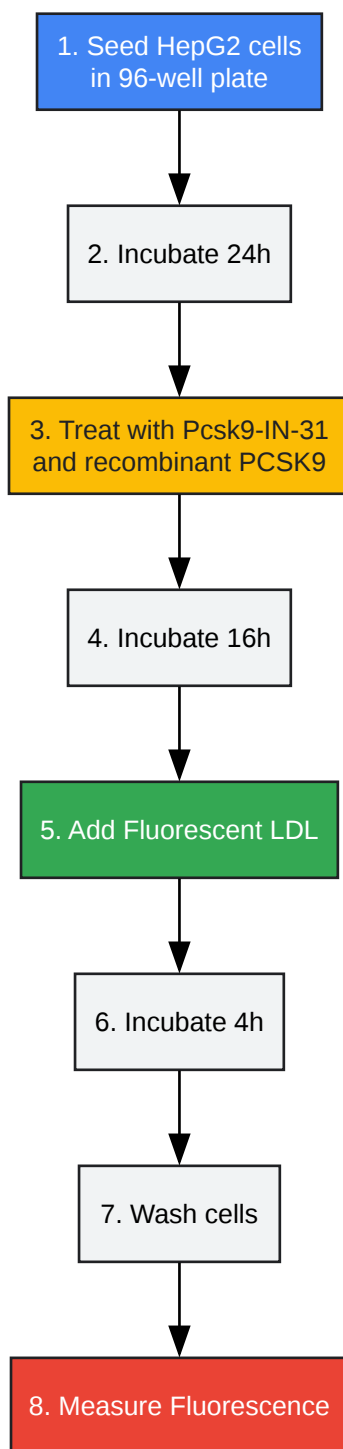 1. Seed HepG2 cells
in 96-well plate
2. Incubate 24h
3. Treat with Pcsk9-IN-31
and recombinant PCSK9
4. Incubate 16h
5. Add Fluorescent LDL
6. Incubate 4h
7. Wash cells
8. Measure Fluorescence